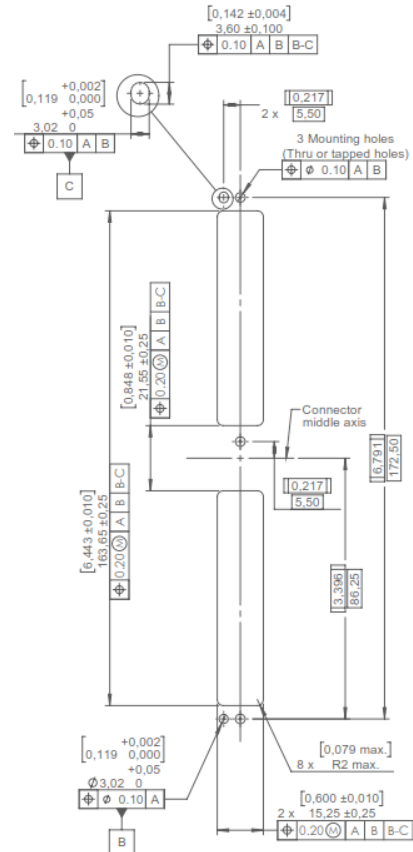 [0,142 ±0,004]
3,60 ±0,100
⌖ 0.10 A B B-C
+0,002
[0,119 0,000]
+0,05
3,02 0
⌖ 0.10 A B
C
[0,217]
2 x 5,50
3 Mounting holes
(Thru or tapped holes)
⌖ ϕ 0.10 A B
[0,848 ±0,010]
21,55 ±0,25
⌖ 0.20 Ⓜ A B B-C
Connector
middle axis
[6,791]
172,50
[0,217]
5,50
[6,443 ±0,010]
163,65 ±0,25
⌖ 0.20 Ⓜ A B B-C
[3,396]
86,25
+0,002
[0,119 0,000]
+0,05
ϕ3,02 0
⌖ ϕ 0.10 A
B
[0,079 max.]
8 x R2 max.
[0,600 ±0,010]
2 x 15,25 ±0,25
⌖ 0.20 Ⓜ A B B-C